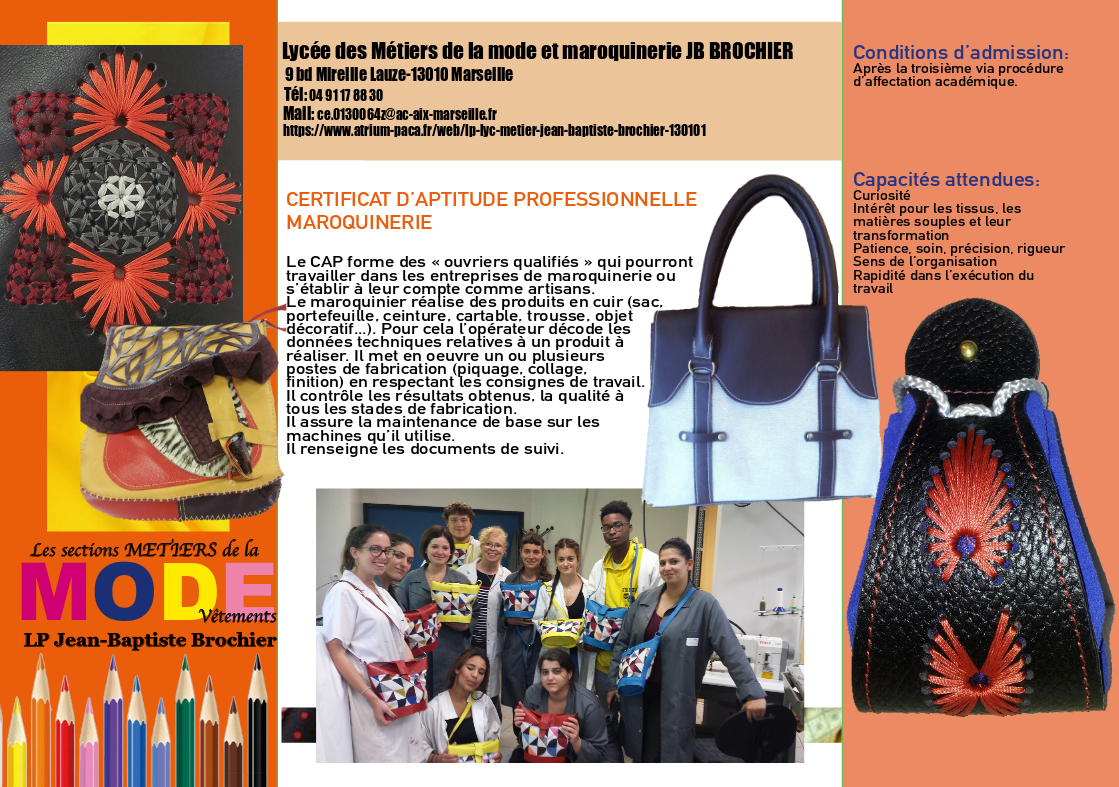 Lycée des Métiers de la mode et maroquinerie JB BROCHIER
9 bd Mireille Lauze-13010 Marseille
Tél: 04 91 17 88 30
Mail: ce.0130064z@ac-aix-marseille.fr
https://www.atrium-paca.fr/web/lp-lyc-metier-jean-baptiste-brochier-130101
CERTIFICAT D'APTITUDE PROFESSIONNELLE
MAROQUINERIE
Le CAP forme des « ouvriers qualifiés » qui pourront
travailler dans les entreprises de maroquinerie ou
s'établir à leur compte comme artisans.
Le maroquinier réalise des produits en cuir (sac,
portefeuille, ceinture, cartable, trousse, objet
décoratif...). Pour cela l'opérateur décode les
données techniques relatives à un produit à
réaliser. Il met en oeuvre un ou plusieurs
postes de fabrication (piquage, collage,
finition) en respectant les consignes de travail.
Il contrôle les résultats obtenus, la qualité à
tous les stades de fabrication.
Il assure la maintenance de base sur les
machines qu'il utilise.
Il renseigne les documents de suivi.
Conditions d'admission:
Après la troisième via procédure
d'affectation académique.
Capacités attendues:
Curiosité
Intérêt pour les tissus, les
matières souples et leur
transformation
Patience, soin, précision, rigueur
Sens de l'organisation
Rapidité dans l'exécution du
travail
Les sections METIERS de la
MODE
Vêtements
LP Jean-Baptiste Brochier